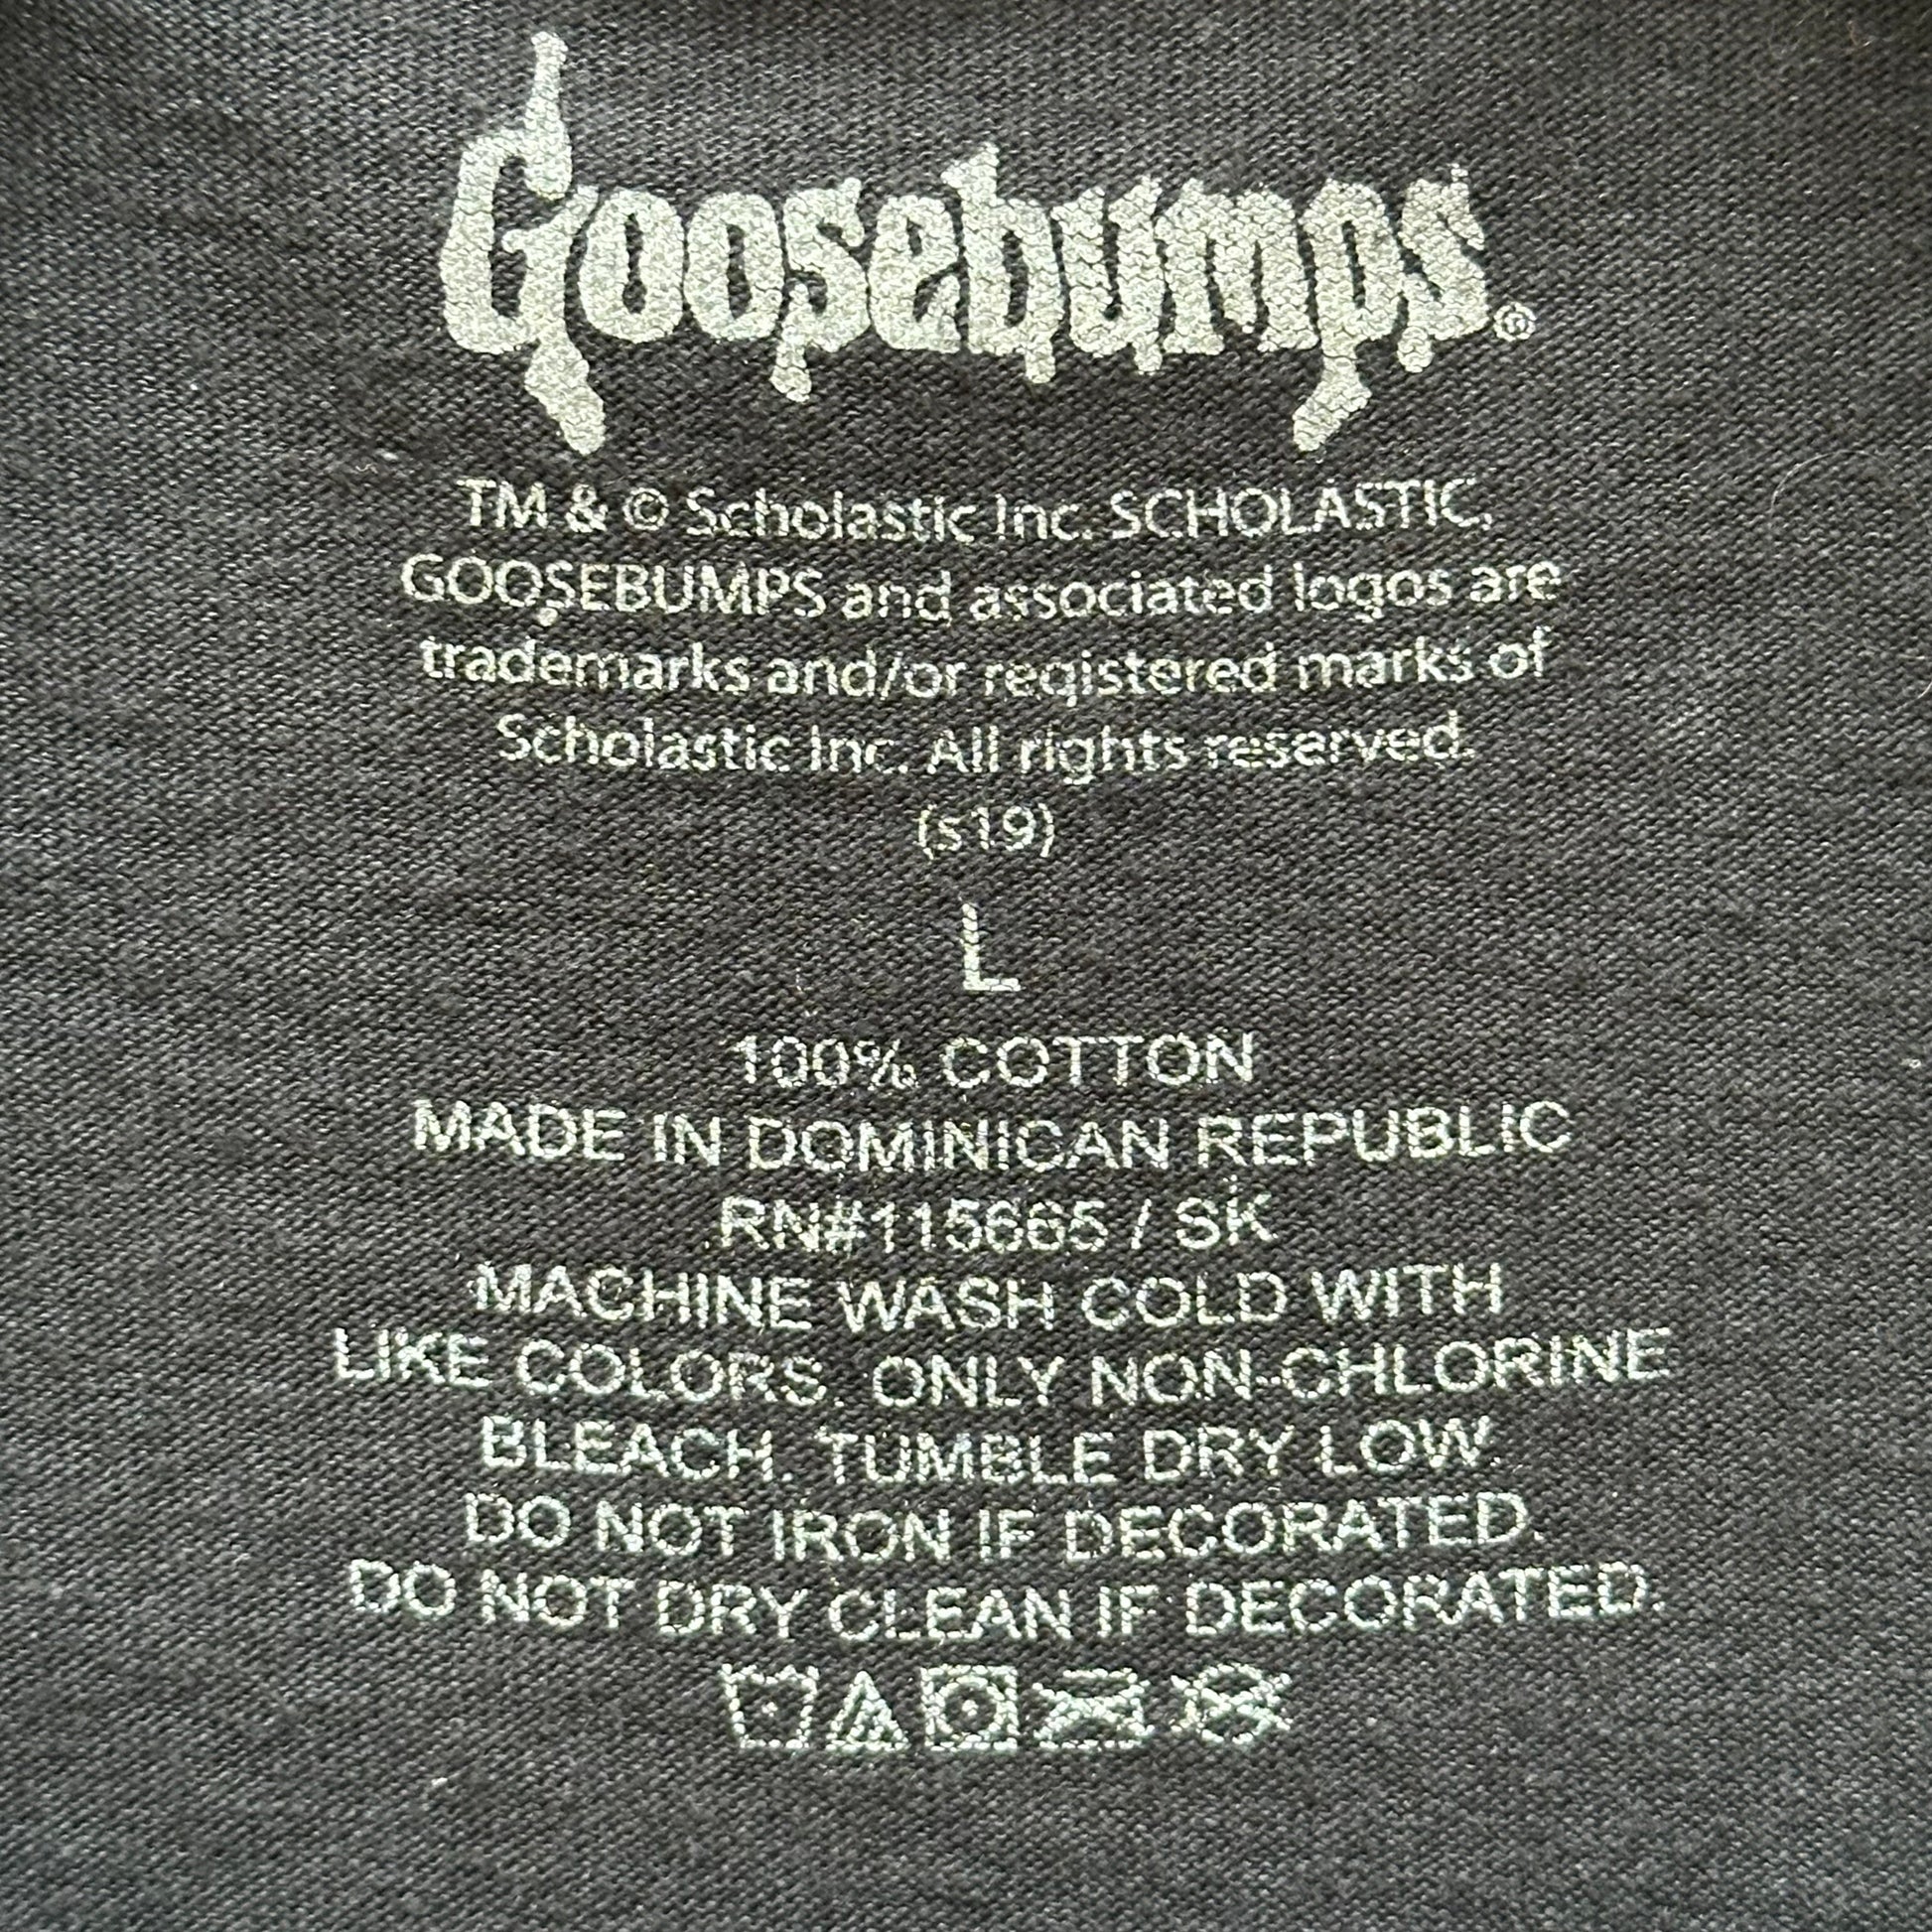 Goosebumps®
TM & © Scholastic Inc. SCHOLASTIC,
GOOSEBUMPS and associated logos are
trademarks and/or registered marks of
Scholastic Inc. All rights reserved.
(s19)
L
100% COTTON
MADE IN DOMINICAN REPUBLIC
RN#115665 / SK
MACHINE WASH COLD WITH
LIKE COLORS. ONLY NON-CHLORINE
BLEACH. TUMBLE DRY LOW.
DO NOT IRON IF DECORATED.
DO NOT DRY CLEAN IF DECORATED.